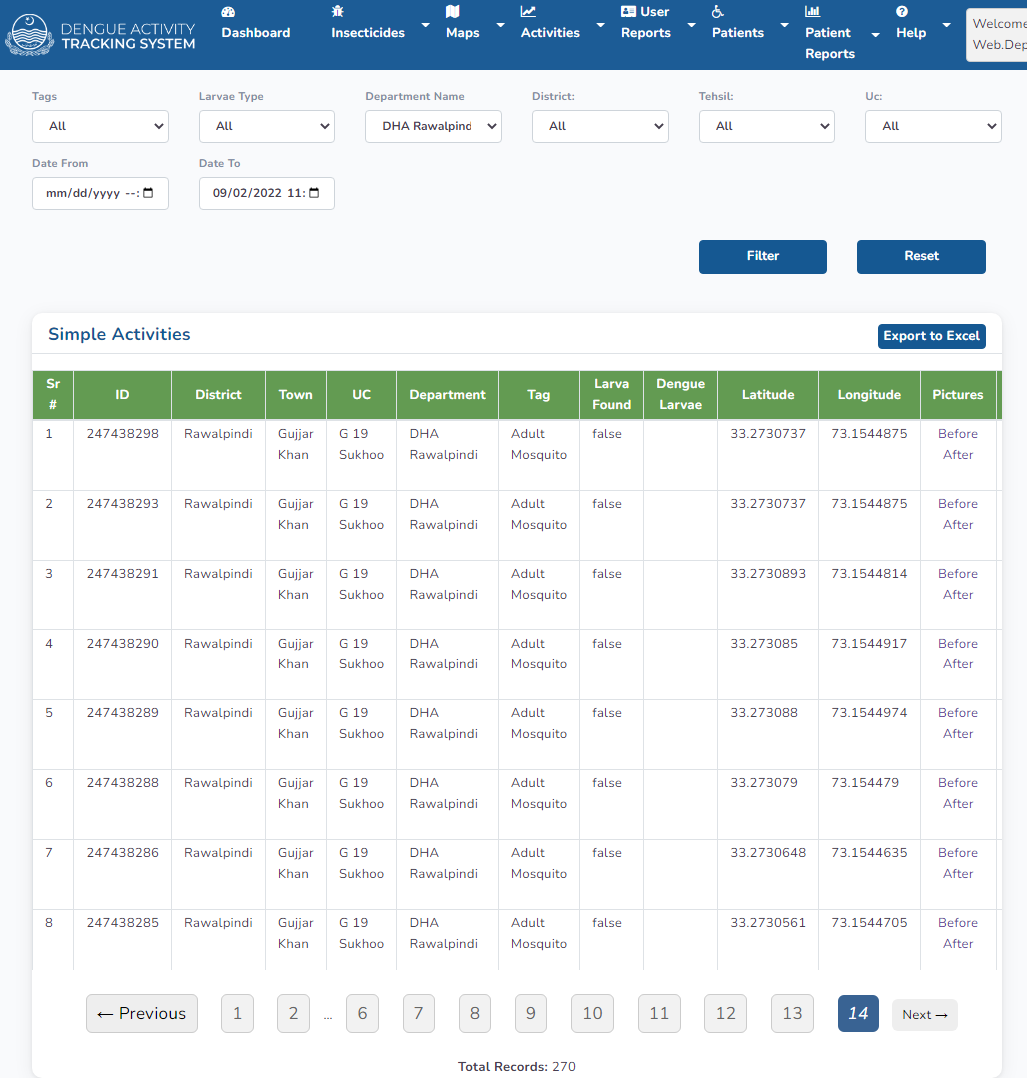 DENGUE ACTIVITY
TRACKING SYSTEM
Dashboard
Insecticides
Maps
Activities
User Reports
Patients
Patient Reports
Help
Welcome
Web.Dep
Tags
Larvae Type
Department Name
District:
Tehsil:
Uc:
All
All
DHA Rawalpind
All
All
All
Date From
Date To
mm/dd/yyyy --:
09/02/2022 11:
Filter
Reset
Simple Activities
Export to Excel
Sr # ID District Town UC Department Tag Larva Found Dengue Larvae Latitude Longitude Pictures
1 247438298 Rawalpindi Gujjar Khan G 19 Sukhoo DHA Rawalpindi Adult Mosquito false 33.2730737 73.1544875 Before After
2 247438293 Rawalpindi Gujjar Khan G 19 Sukhoo DHA Rawalpindi Adult Mosquito false 33.2730737 73.1544875 Before After
3 247438291 Rawalpindi Gujjar Khan G 19 Sukhoo DHA Rawalpindi Adult Mosquito false 33.2730893 73.1544814 Before After
4 247438290 Rawalpindi Gujjar Khan G 19 Sukhoo DHA Rawalpindi Adult Mosquito false 33.273085 73.1544917 Before After
5 247438289 Rawalpindi Gujjar Khan G 19 Sukhoo DHA Rawalpindi Adult Mosquito false 33.273088 73.1544974 Before After
6 247438288 Rawalpindi Gujjar Khan G 19 Sukhoo DHA Rawalpindi Adult Mosquito false 33.273079 73.154479 Before After
7 247438286 Rawalpindi Gujjar Khan G 19 Sukhoo DHA Rawalpindi Adult Mosquito false 33.2730648 73.1544635 Before After
8 247438285 Rawalpindi Gujjar Khan G 19 Sukhoo DHA Rawalpindi Adult Mosquito false 33.2730561 73.1544705 Before After
← Previous 1 2 ... 6 7 8 9 10 11 12 13 14 Next →
Total Records: 270